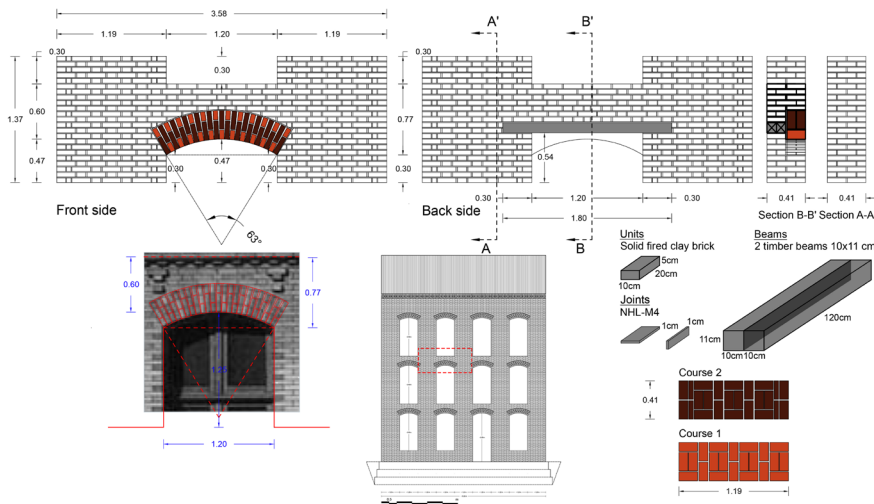 3.58
1.19
1.20
1.19
0.30
0.30
1.37
0.60
0.47
0.47
0.30
0.30
63°
Front side
A'
B'
0.77
0.54
0.30
1.20
0.30
1.80
Back side
A
B
0.41
0.41
Section B-B'
Section A-A
0.60
0.77
1.20
Units
Solid fired clay brick
5cm
20cm
10cm
Joints
NHL-M4
1cm
1cm
Beams
2 timber beams 10x11 cm
120cm
11cm
10cm
10cm
Course 2
0.41
Course 1
1.19